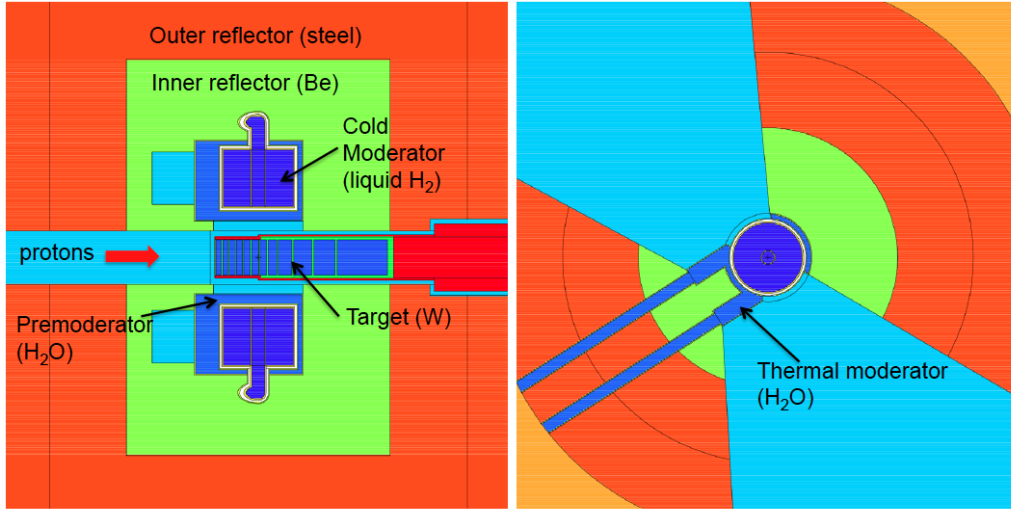 Outer reflector (steel)
Inner reflector (Be)
Cold
Moderator
(liquid H₂)
protons
Premoderator
(H₂O)
Target (W)
Thermal moderator
(H₂O)